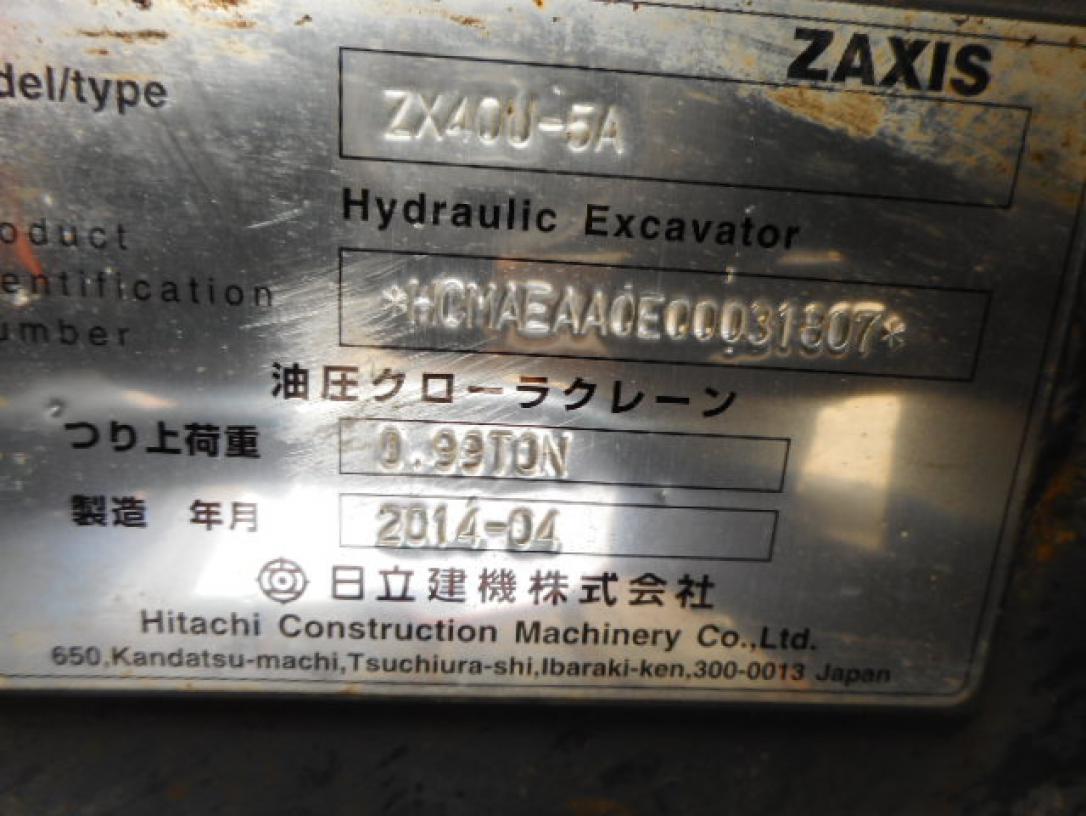 ZAXIS
del/type
ZX40U-5A
Hydraulic Excavator
oduct
entification
umber
*HCMAEAA0E00031807*
油圧クローラクレーン
つり上荷重
0.99TON
製造 年月
2014-04
日立建機株式会社
Hitachi Construction Machinery Co.,Ltd.
650,Kandatsu-machi,Tsuchiura-shi,Ibaraki-ken,300-0013 Japan